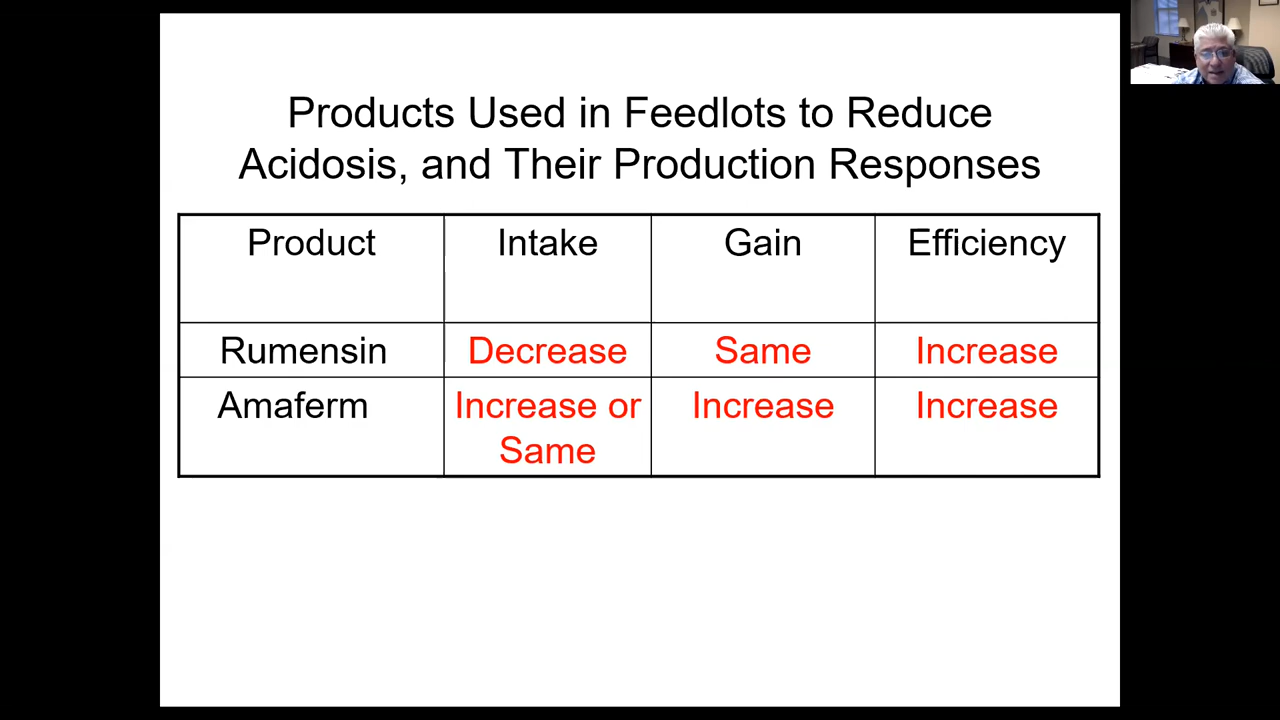 Products Used in Feedlots to Reduce
Acidosis, and Their Production Responses
Product Intake Gain Efficiency
Rumensin Decrease Same Increase
Amaferm Increase or Increase Increase
Same